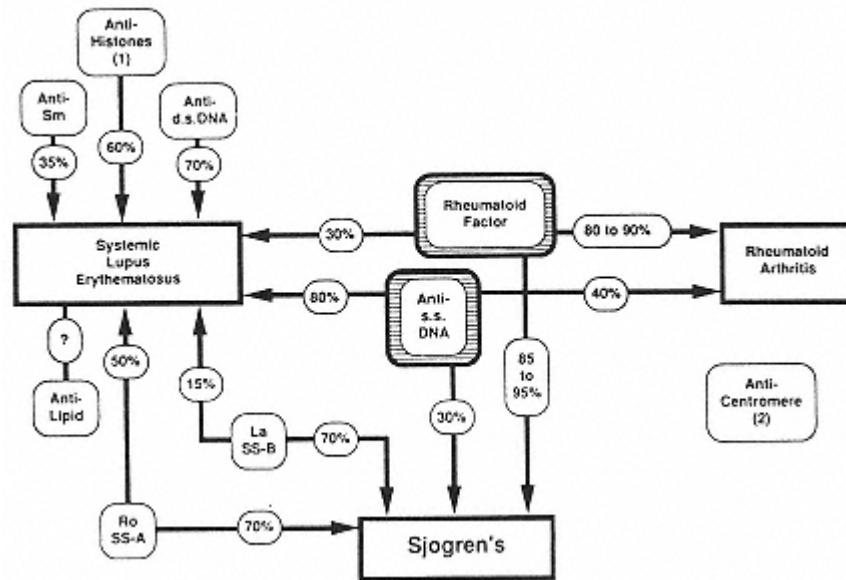 Anti-
Histones
(1)
Anti-
Sm
Anti-
d.s.DNA
35%
60%
70%
Rheumatoid
Factor
30%
80 to 90%
Systemic
Lupus
Erythematosus
Rheumatoid
Arthritis
80%
Anti-
s.s.
DNA
40%
?
50%
15%
85
to
95%
Anti-
Lipid
30%
Anti-
Centromere
(2)
La
SS-B
70%
Ro
SS-A
70%
Sjogren's